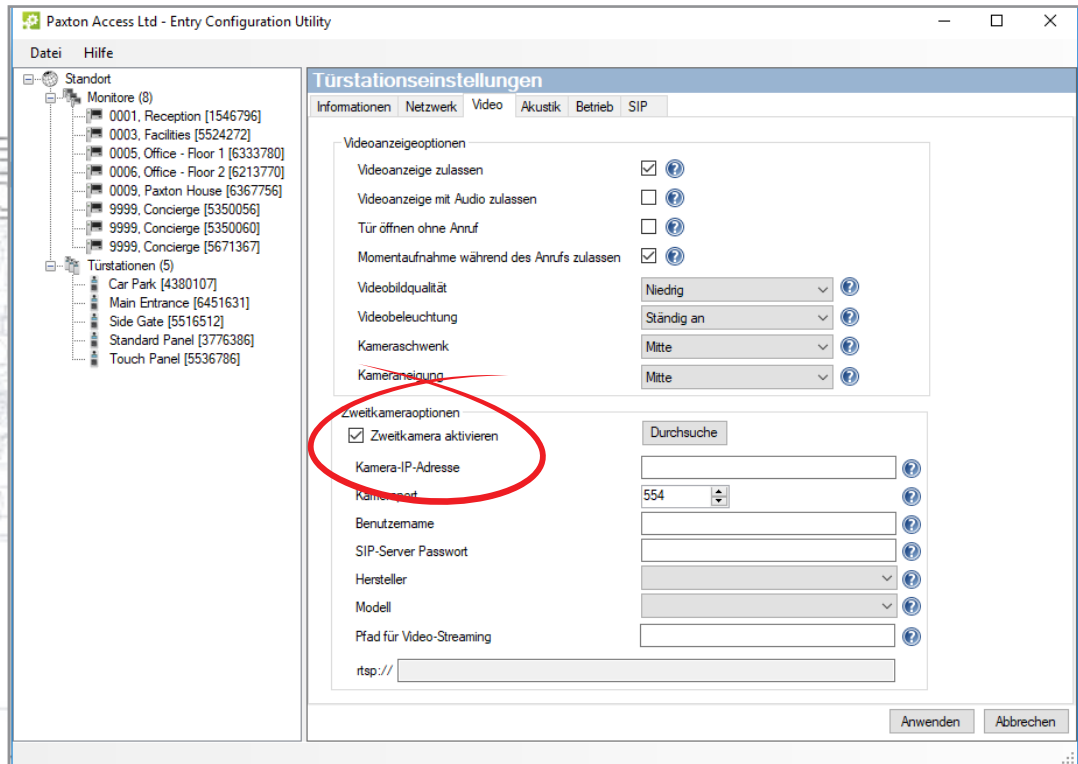 Paxton Access Ltd - Entry Configuration Utility
Datei Hilfe
Standort
Monitore (8)
0001, Reception [1546796]
0003, Facilities [5524272]
0005, Office - Floor 1 [6333780]
0006, Office - Floor 2 [6213770]
0009, Paxton House [6367756]
9999, Concierge [5350056]
9999, Concierge [5350060]
9999, Concierge [5671367]
Türstationen (5)
Car Park [4380107]
Main Entrance [6451631]
Side Gate [5516512]
Standard Panel [3776386]
Touch Panel [5536786]
Türstationseinstellungen
Informationen Netzwerk Video Akustik Betrieb SIP
Videoanzeigeoptionen
Videoanzeige zulassen
Videoanzeige mit Audio zulassen
Tür öffnen ohne Anruf
Momentaufnahme während des Anrufs zulassen
Videobildqualität Niedrig
Videobeleuchtung Ständig an
Kameraschwenk Mitte
Kameraneigung Mitte
Zweitkameraoptionen
Zweitkamera aktivieren Durchsuche
Kamera-IP-Adresse
Kameraport 554
Benutzername
SIP-Server Passwort
Hersteller
Modell
Pfad für Video-Streaming
rtsp://
Anwenden Abbrechen